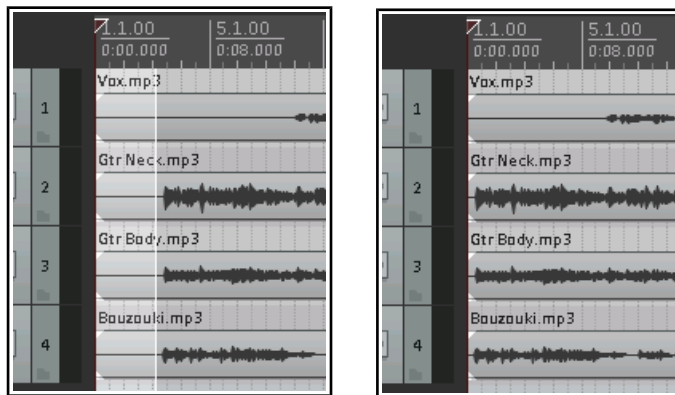 1.1.00 5.1.00
0:00.000 0:08.000
Vox.mp3
1
Gtr Neck.mp3
2
Gtr Body.mp3
3
Bouzouki.mp3
4
1.1.00 5.1.00
0:00.000 0:08.000
Vox.mp3
1
Gtr Neck.mp3
2
Gtr Body.mp3
3
Bouzouki.mp3
4